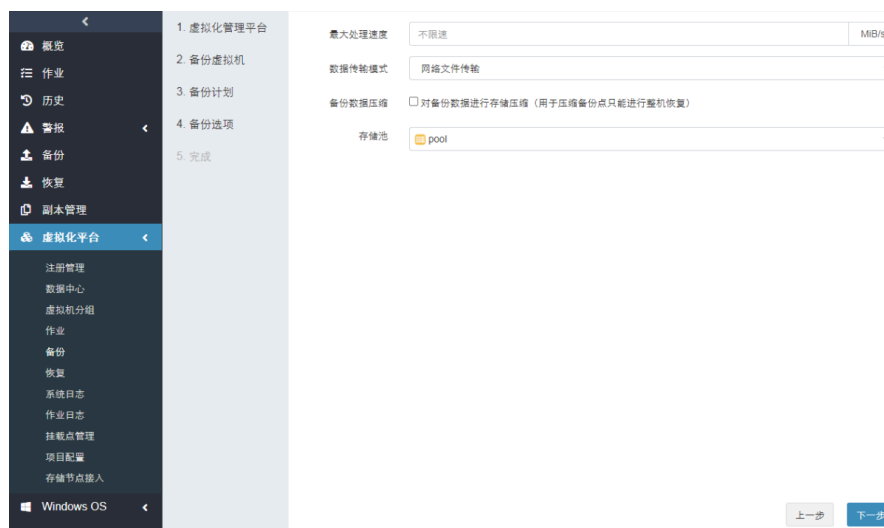 概览
作业
历史
警报
备份
恢复
副本管理
虚拟化平台
注册管理
数据中心
虚拟机分组
作业
备份
恢复
系统日志
作业日志
挂载点管理
项目配置
存储节点接入
Windows OS
1. 虚拟化管理平台
2. 备份虚拟机
3. 备份计划
4. 备份选项
5. 完成
最大处理速度 不限速 MiB/s
数据传输模式 网络文件传输
备份数据压缩 对备份数据进行存储压缩（用于压缩备份点只能进行整机恢复）
存储池 pool
上一步 下一步